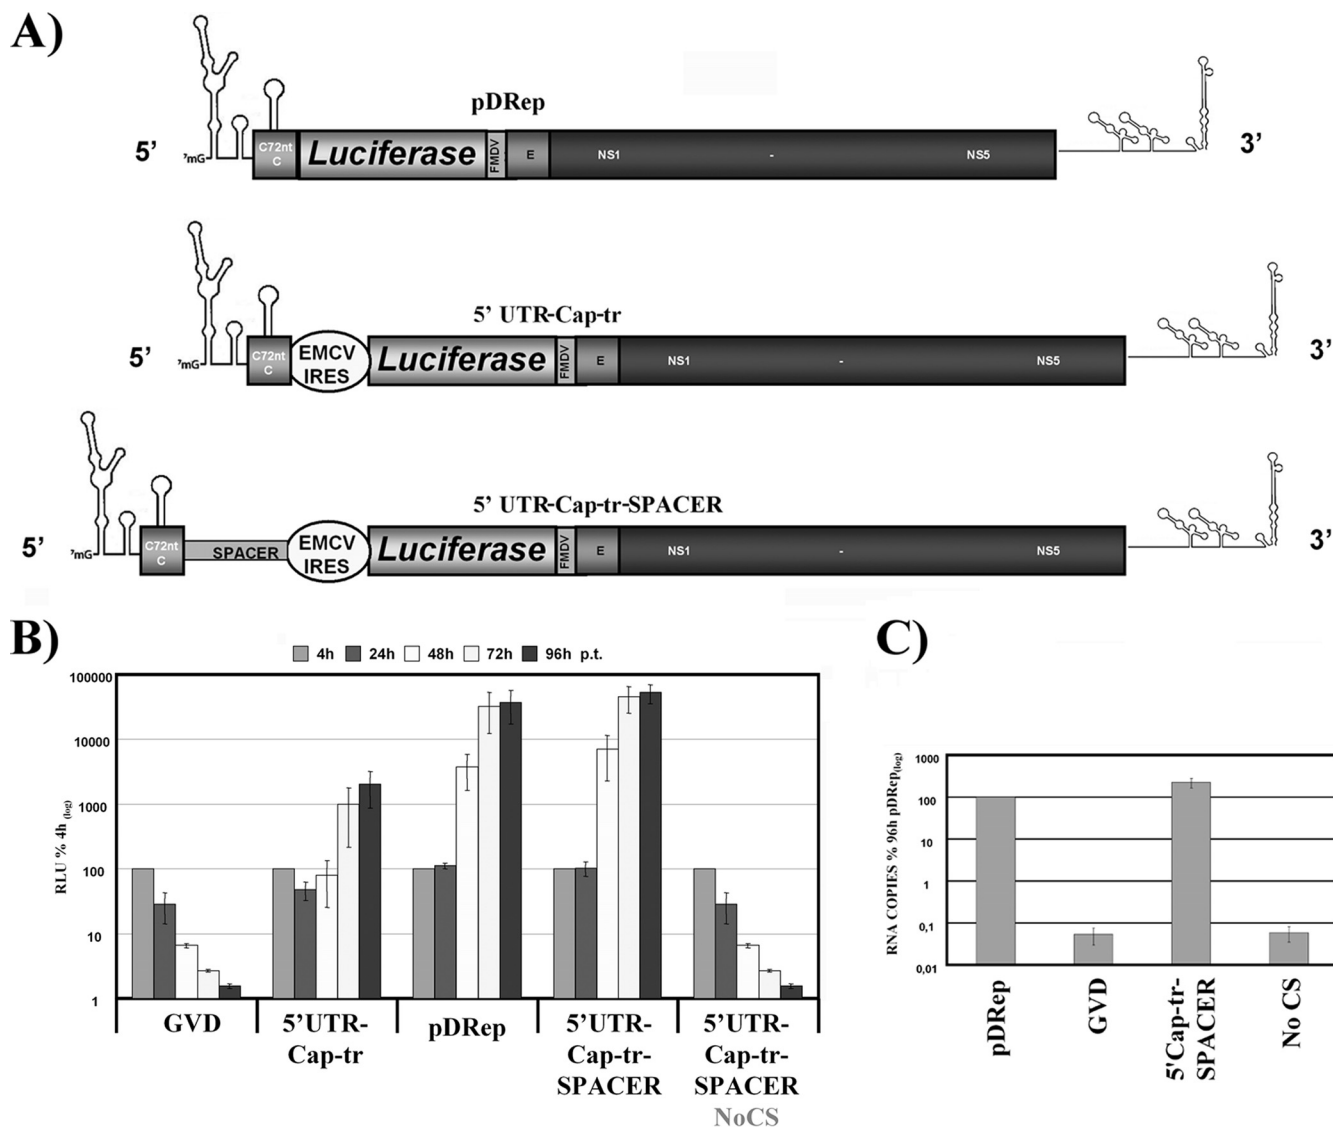 A)
pDRep
5’ ⁷mG C72nt C Luciferase FMDV E NS1 - NS5 3’
5’ UTR-Cap-tr
5’ ⁷mG C72nt C EMCV IRES Luciferase FMDV E NS1 - NS5 3’
5’ UTR-Cap-tr-SPACER
5’ ⁷mG C72nt C SPACER EMCV IRES Luciferase FMDV E NS1 - NS5 3’
B)
4h 24h 48h 72h 96h p.t.
RLU % 4h (log)
100000
10000
1000
100
10
1
GVD
5’UTR-
Cap-tr
pDRep
5’UTR-
Cap-tr-
SPACER
5’UTR-
Cap-tr-
SPACER
NoCS
C)
RNA COPIES % 96h pDRep(log)
1000
100
10
1
0,1
0,01
pDRep
GVD
5'Cap-tr-
SPACER
No CS